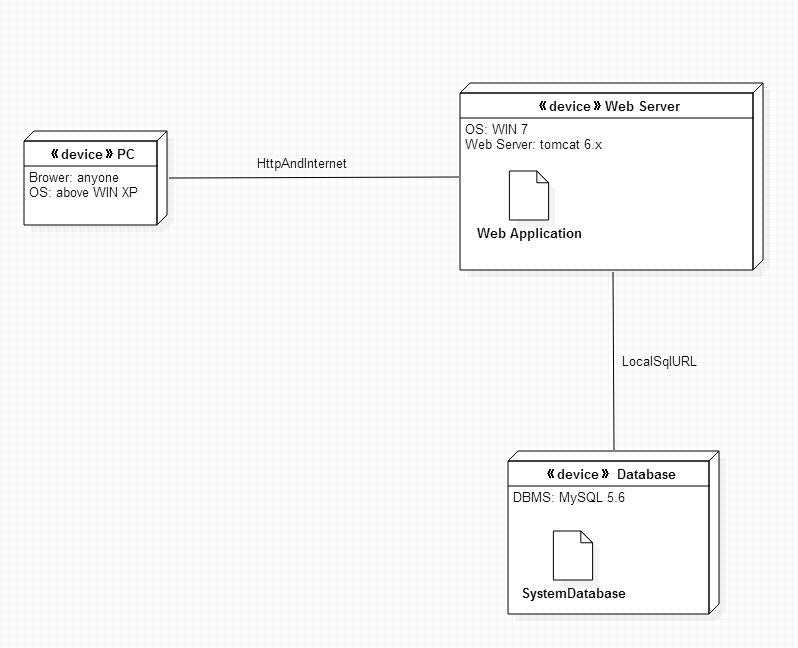 «device» PC
Brower: anyone
OS: above WIN XP
HttpAndInternet
«device» Web Server
OS: WIN 7
Web Server: tomcat 6.x
Web Application
LocalSqlURL
«device» Database
DBMS: MySQL 5.6
SystemDatabase